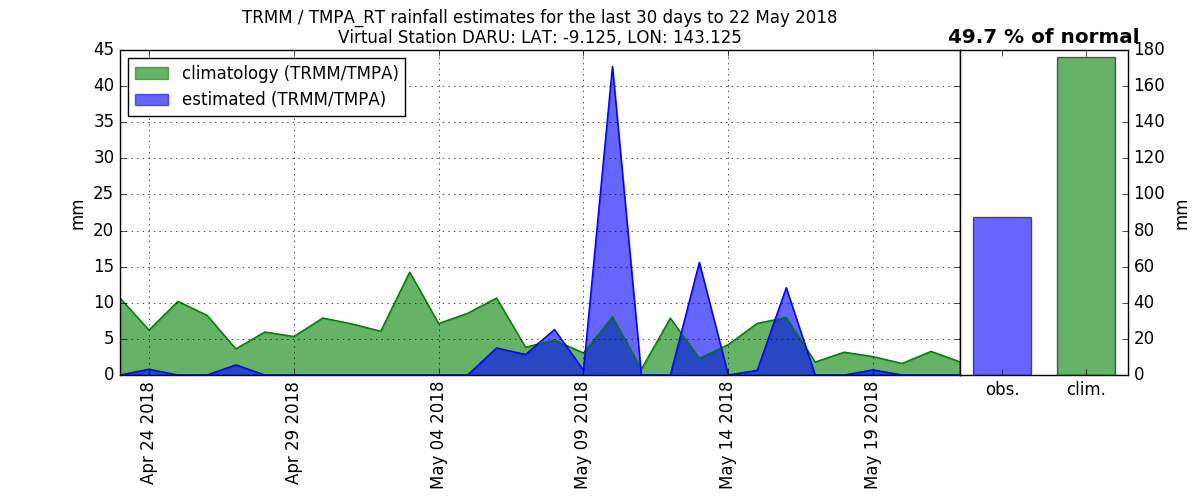 TRMM / TMPA_RT rainfall estimates for the last 30 days to 22 May 2018
Virtual Station DARU: LAT: -9.125, LON: 143.125
49.7 % of normal
climatology (TRMM/TMPA)
estimated (TRMM/TMPA)
45
40
35
30
25
20
15
10
5
0
mm
Apr 24 2018
Apr 29 2018
May 04 2018
May 09 2018
May 14 2018
May 19 2018
180
160
140
120
100
80
60
40
20
0
mm
obs.
clim.